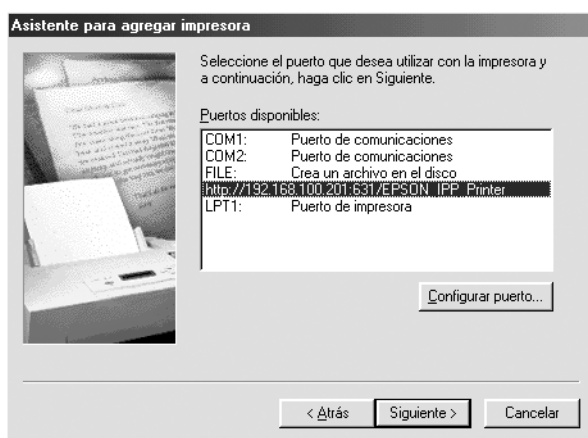 Asistente para agregar impresora
Seleccione el puerto que desea utilizar con la impresora y
a continuación, haga clic en Siguiente.
Puertos disponibles:
COM1: Puerto de comunicaciones
COM2: Puerto de comunicaciones
FILE: Crea un archivo en el disco
http://192.168.100.201:631/EPSON_IPP_Printer
LPT1: Puerto de impresora
Configurar puerto...
< Atrás Siguiente > Cancelar